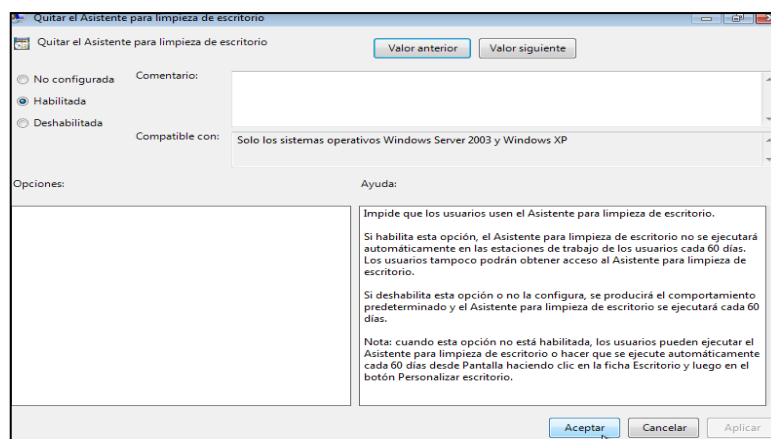 Quitar el Asistente para limpieza de escritorio
Quitar el Asistente para limpieza de escritorio
Valor anterior
Valor siguiente
No configurada
Comentario:
Habilitada
Deshabilitada
Compatible con:
Solo los sistemas operativos Windows Server 2003 y Windows XP
Opciones:
Ayuda:
Impide que los usuarios usen el Asistente para limpieza de escritorio.
Si habilita esta opción, el Asistente para limpieza de escritorio no se ejecutará
automáticamente en las estaciones de trabajo de los usuarios cada 60 días.
Los usuarios tampoco podrán obtener acceso al Asistente para limpieza de
escritorio.
Si deshabilita esta opción o no la configura, se producirá el comportamiento
predeterminado y el Asistente para limpieza de escritorio se ejecutará cada 60
días.
Nota: cuando esta opción no está habilitada, los usuarios pueden ejecutar el
Asistente para limpieza de escritorio o hacer que se ejecute automáticamente
cada 60 días desde Pantalla haciendo clic en la ficha Escritorio y luego en el
botón Personalizar escritorio.
Aceptar
Cancelar
Aplicar